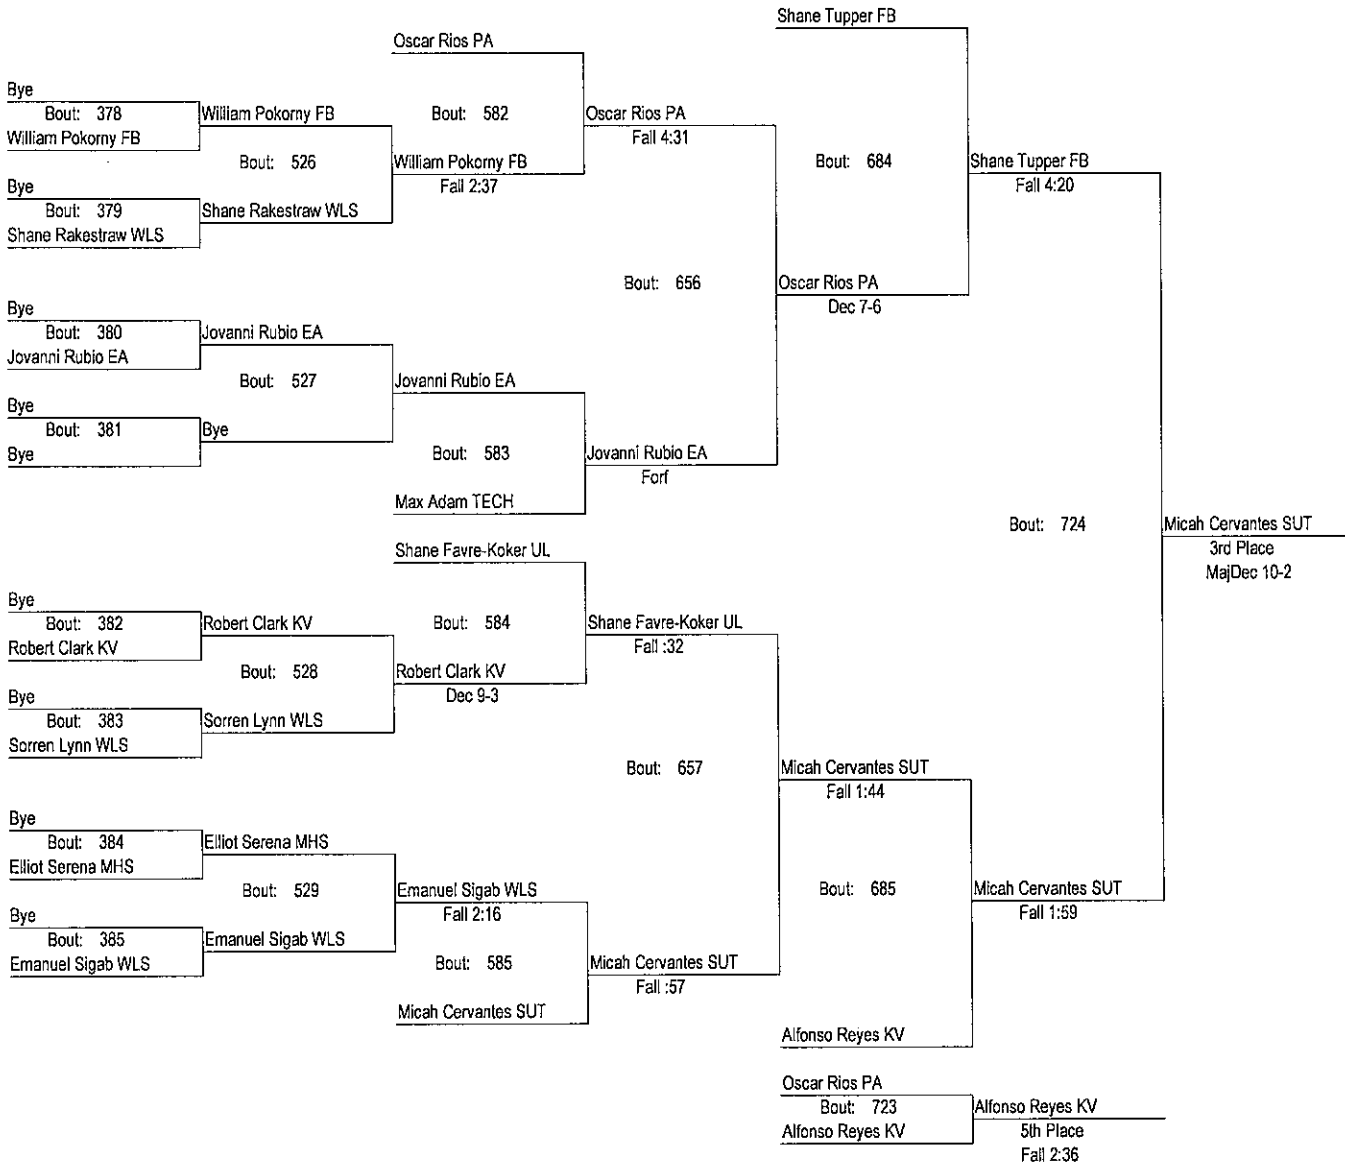 Shane Tupper FB
Oscar Rios PA
Bye
Bout: 378
William Pokorny FB
William Pokorny FB
Bout: 582
Oscar Rios PA
Fall 4:31
Bout: 526
William Pokorny FB
Fall 2:37
Bout: 684
Shane Tupper FB
Fall 4:20
Bye
Bout: 379
Shane Rakestraw WLS
Shane Rakestraw WLS
Bout: 656
Oscar Rios PA
Dec 7-6
Bye
Bout: 380
Jovanni Rubio EA
Jovanni Rubio EA
Bout: 527
Jovanni Rubio EA
Bye
Bout: 381
Bye
Bye
Bout: 583
Jovanni Rubio EA
Forf
Max Adam TECH
Bout: 724
Micah Cervantes SUT
3rd Place
MajDec 10-2
Shane Favre-Koker UL
Bye
Bout: 382
Robert Clark KV
Robert Clark KV
Bout: 584
Shane Favre-Koker UL
Fall :32
Bout: 528
Robert Clark KV
Dec 9-3
Bye
Bout: 383
Sorren Lynn WLS
Sorren Lynn WLS
Bout: 657
Micah Cervantes SUT
Fall 1:44
Bye
Bout: 384
Elliot Serena MHS
Elliot Serena MHS
Bout: 529
Emanuel Sigab WLS
Fall 2:16
Bout: 685
Micah Cervantes SUT
Fall 1:59
Bye
Bout: 385
Emanuel Sigab WLS
Emanuel Sigab WLS
Bout: 585
Micah Cervantes SUT
Fall :57
Micah Cervantes SUT
Alfonso Reyes KV
Oscar Rios PA
Bout: 723
Alfonso Reyes KV
Alfonso Reyes KV
5th Place
Fall 2:36